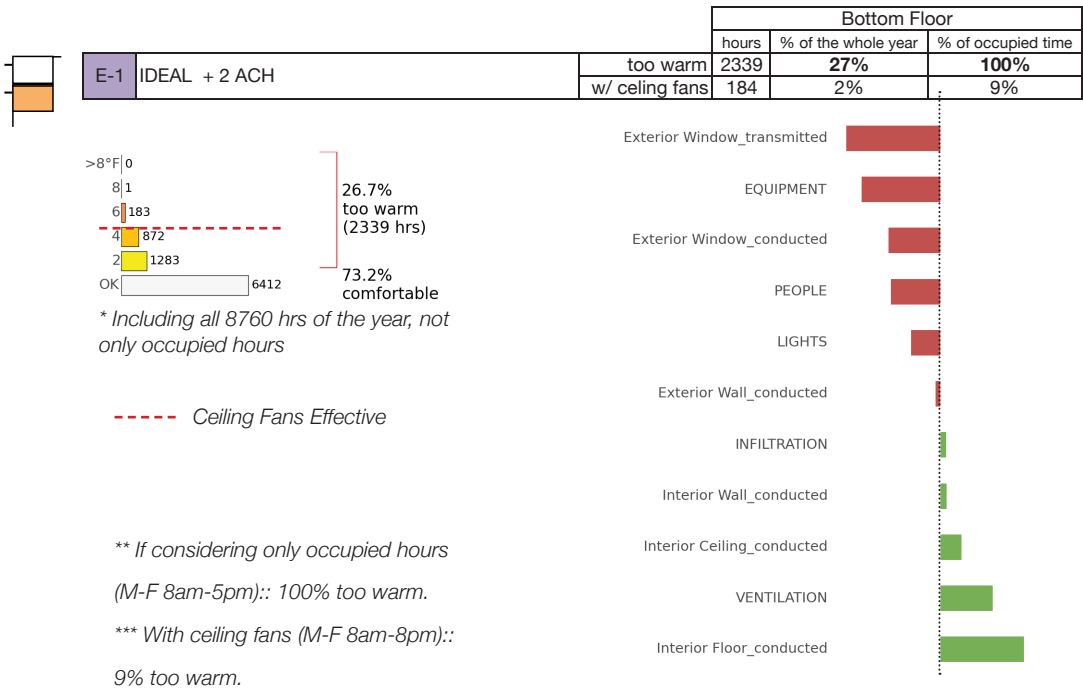 Bottom Floor
hours % of the whole year % of occupied time
E-1 IDEAL + 2 ACH too warm 2339 27% 100%
w/ celing fans 184 2% 9%
>8°F 0
8 1
6 183
4 872
2 1283
OK 6412
26.7%
too warm
(2339 hrs)
73.2%
comfortable
* Including all 8760 hrs of the year, not
only occupied hours
Ceiling Fans Effective
** If considering only occupied hours
(M-F 8am-5pm):: 100% too warm.
*** With ceiling fans (M-F 8am-8pm)::
9% too warm.
Exterior Window_transmitted
EQUIPMENT
Exterior Window_conducted
PEOPLE
LIGHTS
Exterior Wall_conducted
INFILTRATION
Interior Wall_conducted
Interior Ceiling_conducted
VENTILATION
Interior Floor_conducted